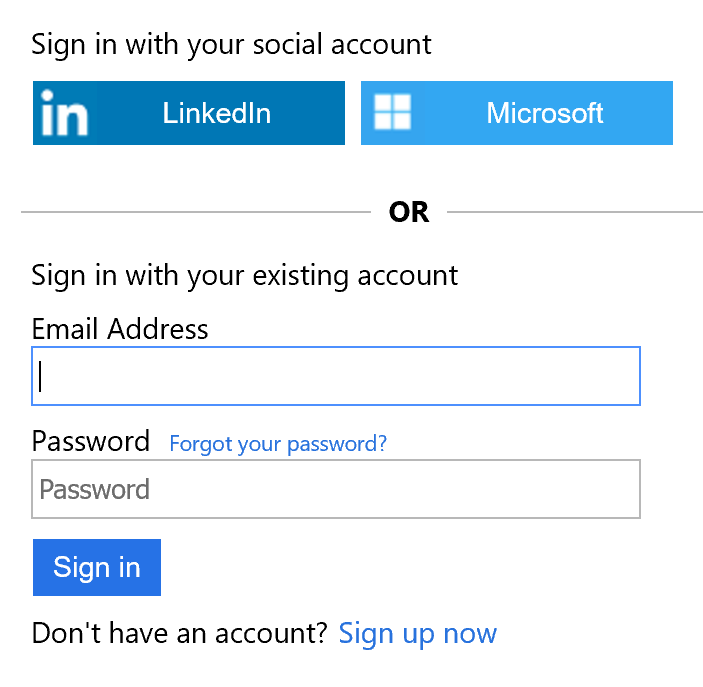 Sign in with your social account
in LinkedIn Microsoft
OR
Sign in with your existing account
Email Address
Password Forgot your password?
Password
Sign in
Don't have an account? Sign up now